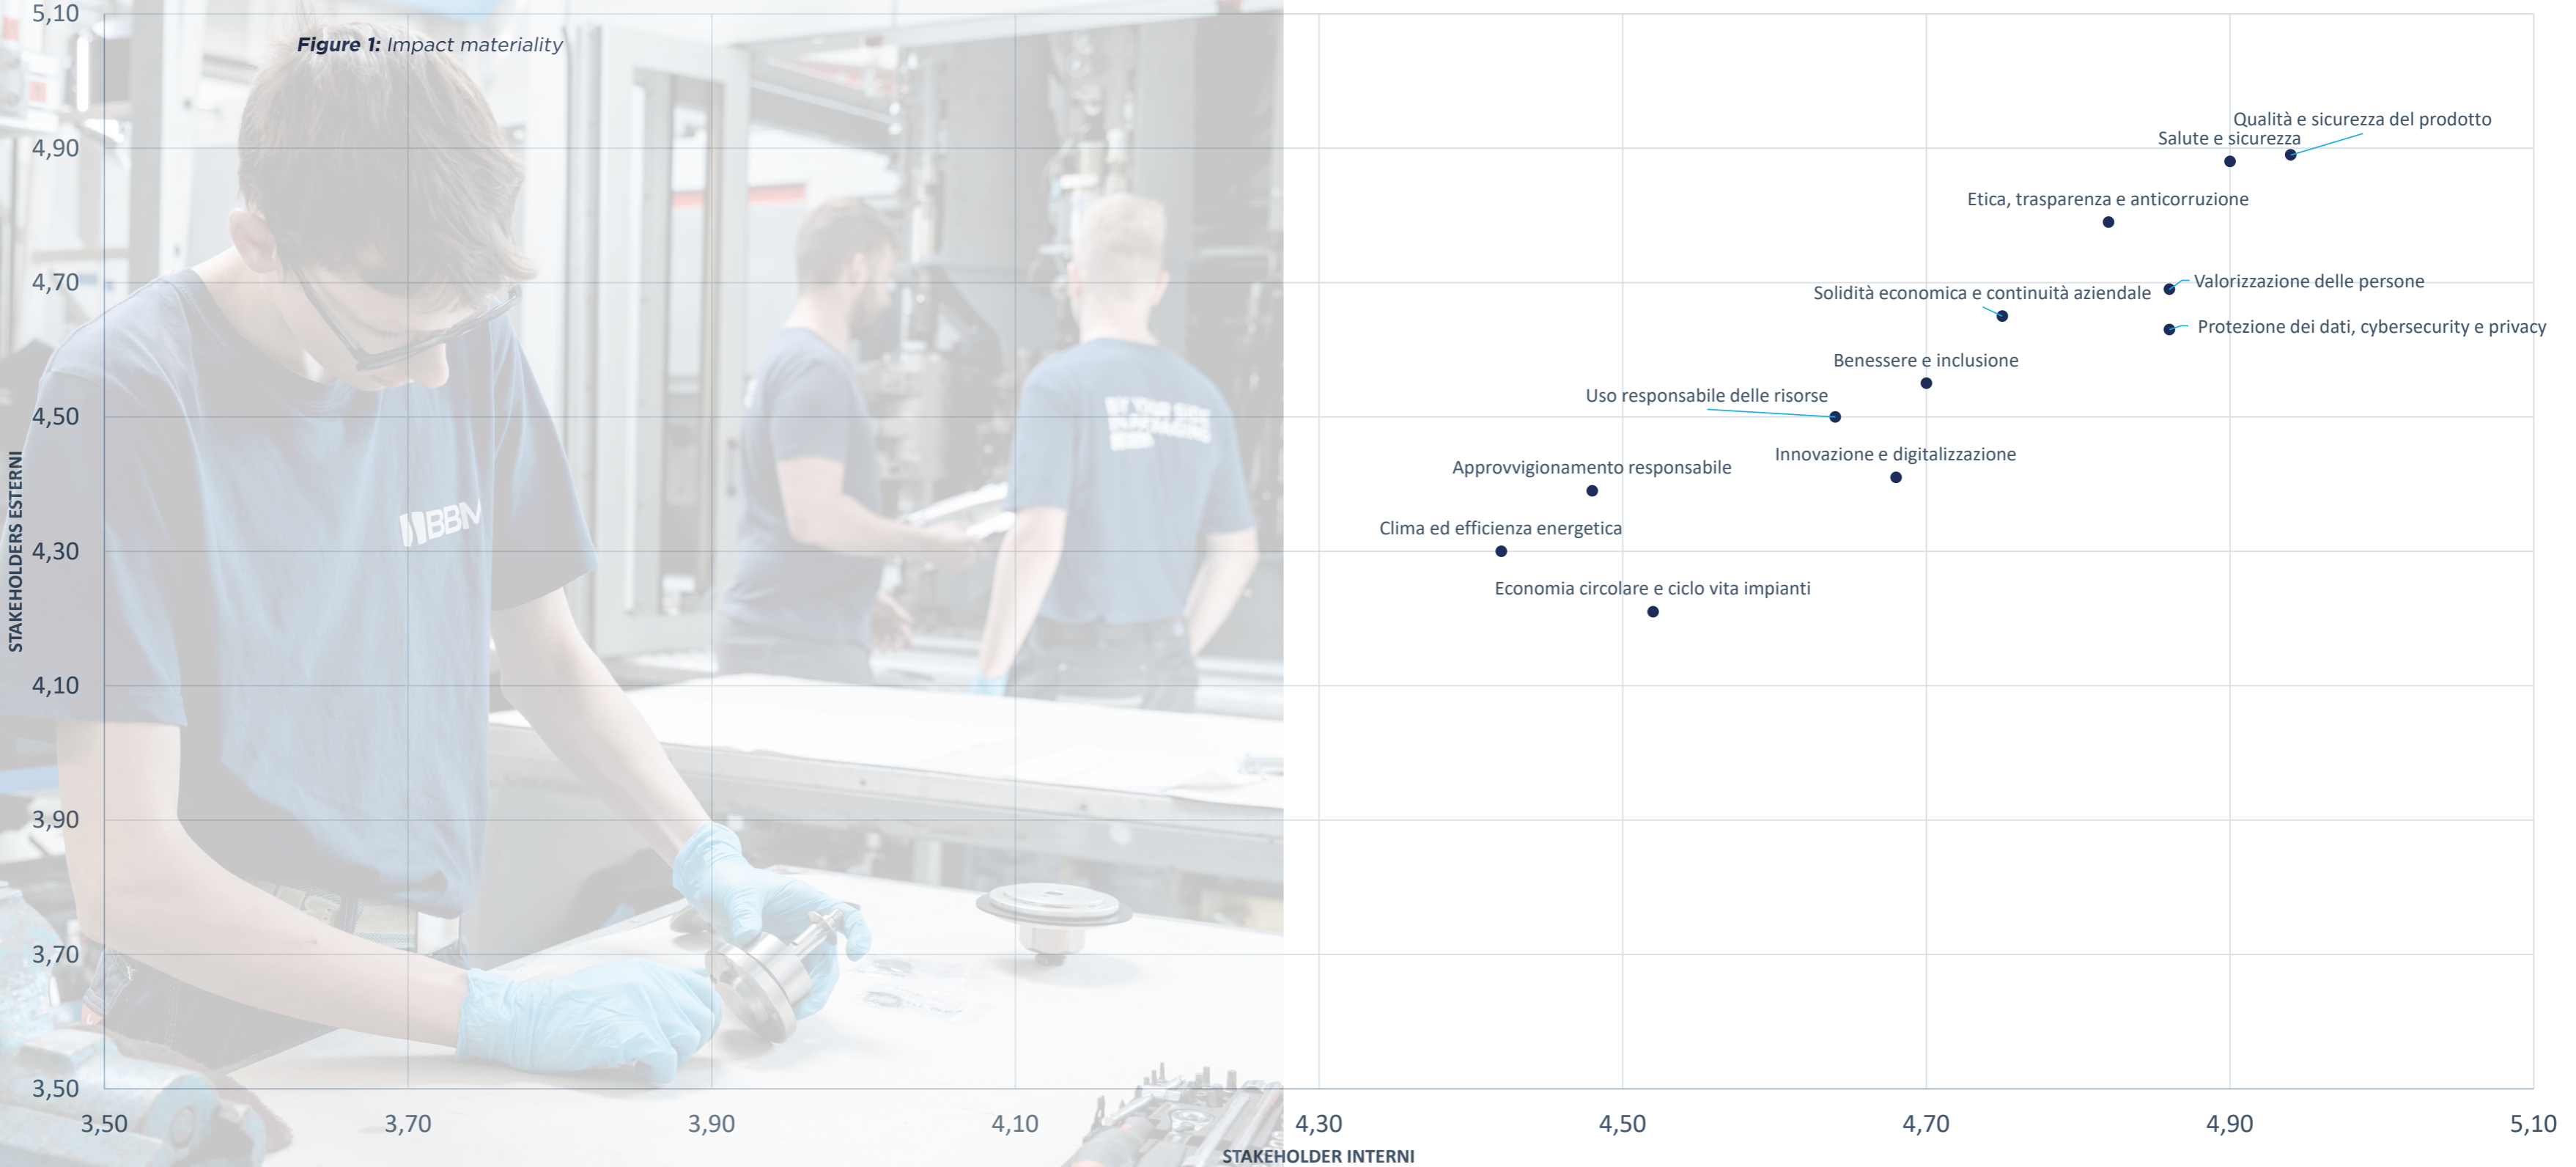 5,10
Figure 1: Impact materiality
Qualità e sicurezza del prodotto
Salute e sicurezza
4,90
Etica, trasparenza e anticorruzione
4,70
Valorizzazione delle persone
Solidità economica e continuità aziendale
Protezione dei dati, cybersecurity e privacy
Benessere e inclusione
Uso responsabile delle risorse
4,50
Innovazione e digitalizzazione
Approvvigionamento responsabile
BBM
Clima ed efficienza energetica
4,30
STAKEHOLDERS ESTERNI
Economia circolare e ciclo vita impianti
4,10
3,90
3,70
3,50
3,50 3,70 3,90 4,10 4,30 4,50 4,70 4,90 5,10
STAKEHOLDER INTERNI